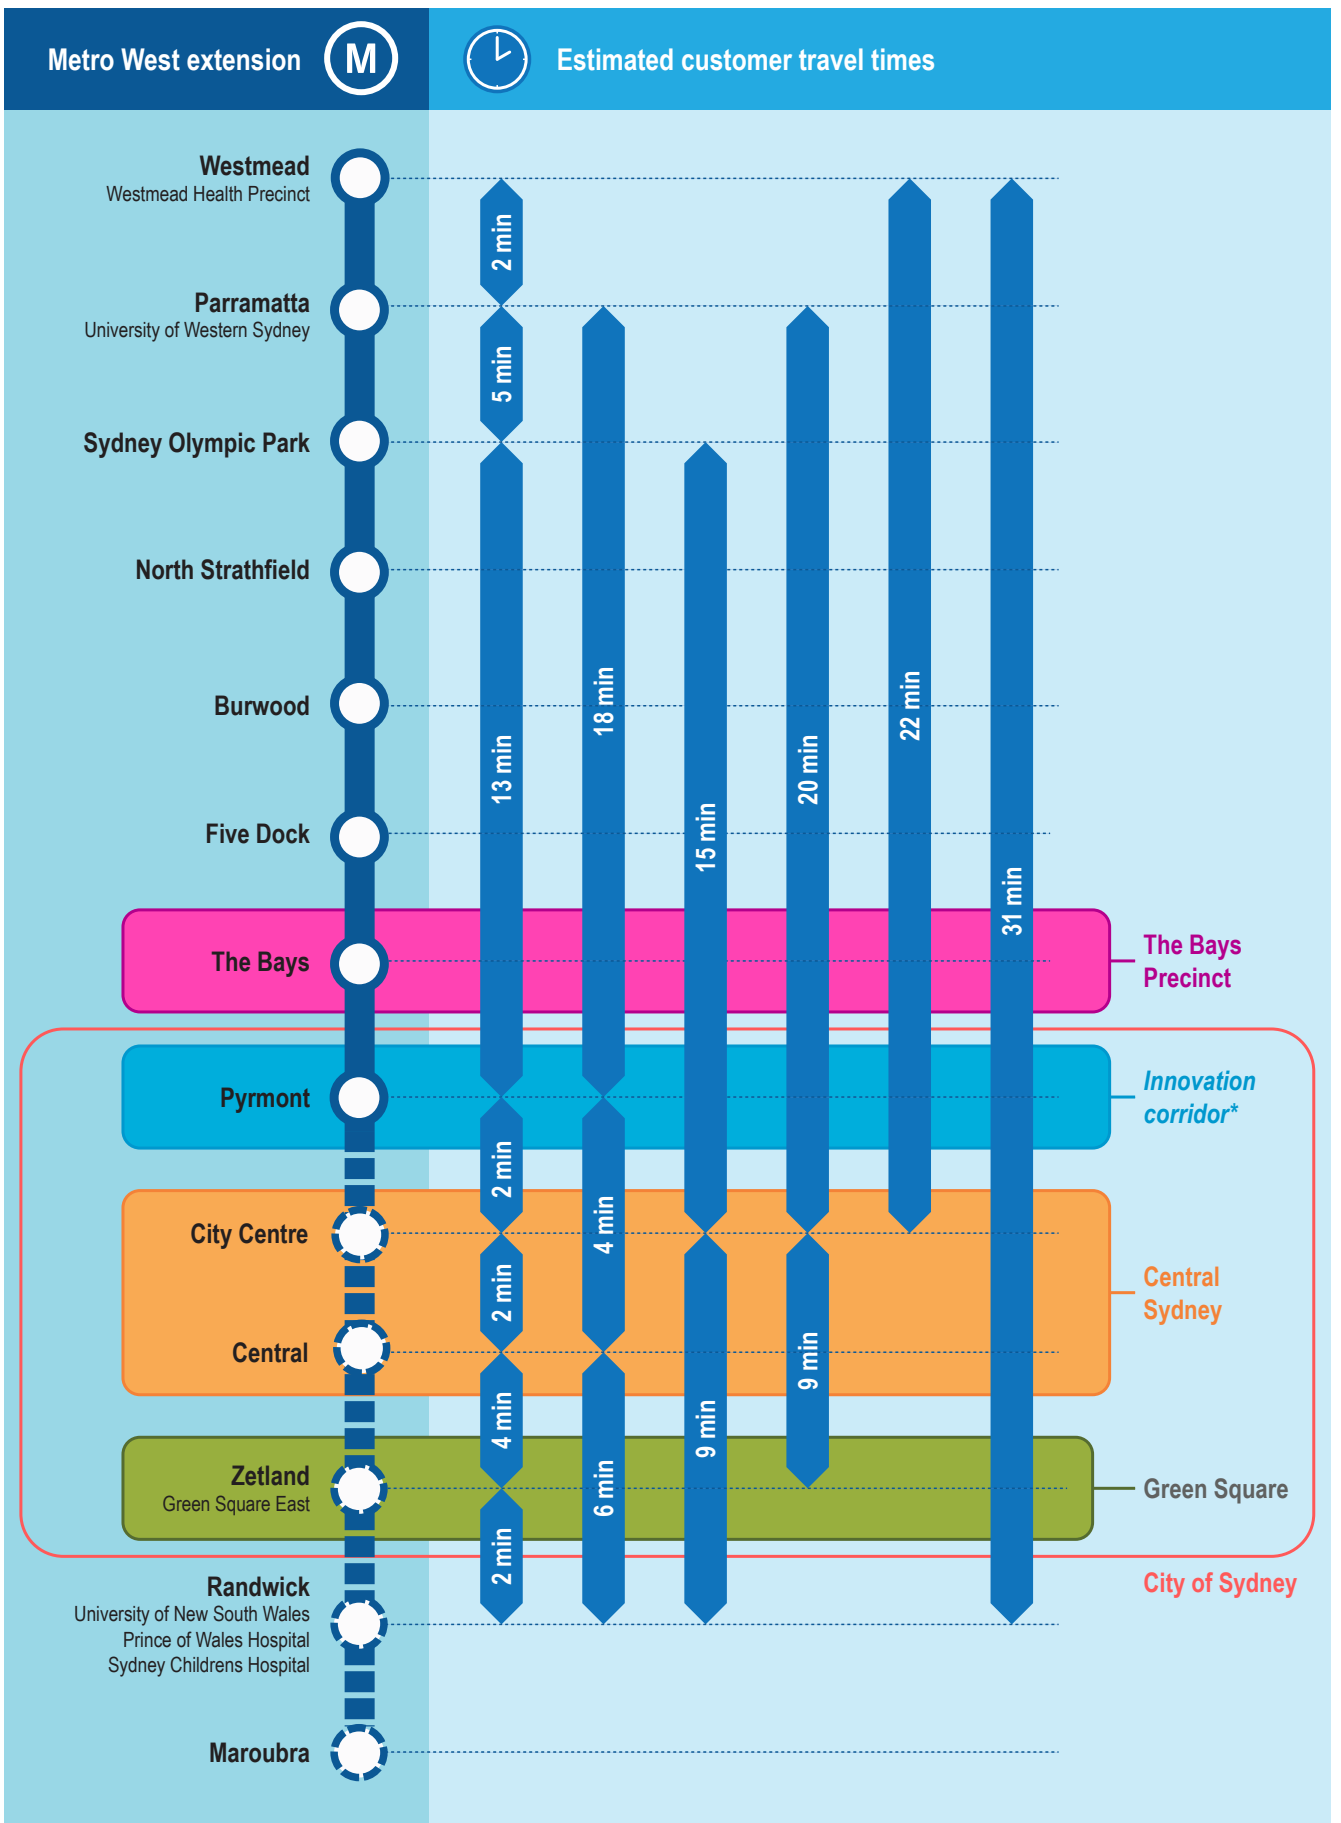 Metro West extension
M
Estimated customer travel times
Westmead
Westmead Health Precinct
2 min
Parramatta
University of Western Sydney
5 min
Sydney Olympic Park
North Strathfield
Burwood
18 min
22 min
13 min
20 min
Five Dock
15 min
31 min
The Bays
The Bays
Precinct
Pyrmont
Innovation
corridor*
2 min
City Centre
4 min
2 min
Central
Sydney
Central
9 min
4 min
9 min
Zetland
Green Square East
6 min
Green Square
2 min
City of Sydney
Randwick
University of New South Wales
Prince of Wales Hospital
Sydney Childrens Hospital
Maroubra